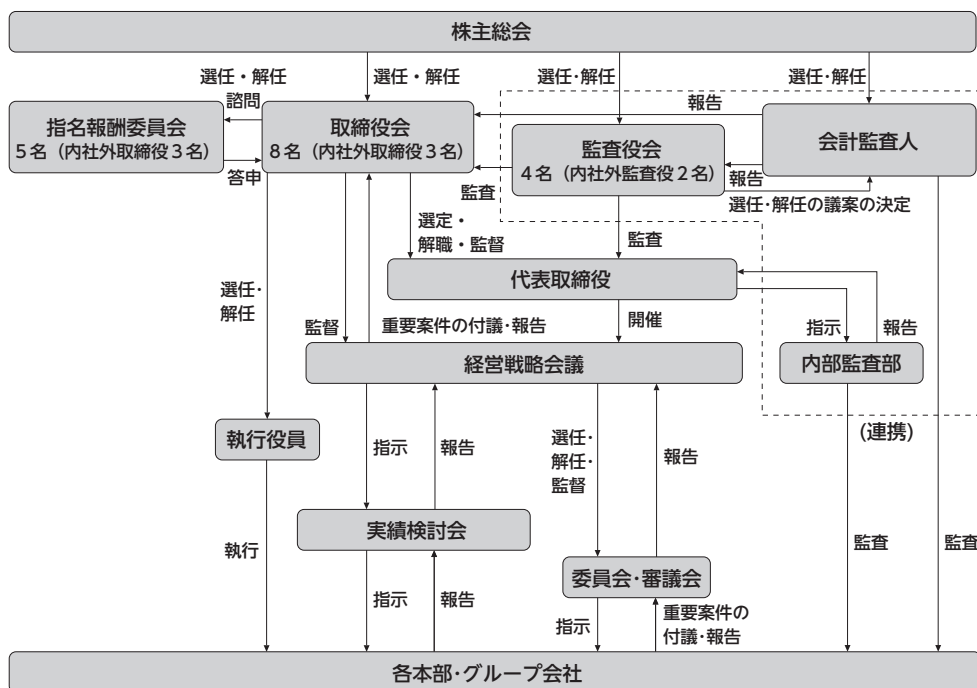 株主総会
選任・解任
諮問
選任・解任
選任・解任
選任・解任
報告
指名報酬委員会
5名（内社外取締役3名）
取締役会
8名（内社外取締役3名）
監査役会
4名（内社外監査役2名）
会計監査人
答申
監査
報告
選任・解任の議案の決定
選定・
解職・監督
監査
代表取締役
選任・
解任
監督
重要案件の付議・報告
開催
指示
報告
経営戦略会議
内部監査部
執行役員
指示
報告
選任・
解任・
監督
報告
(連携)
実績検討会
執行
監査
監査
委員会・審議会
指示
報告
指示
重要案件の
付議・報告
各本部・グループ会社